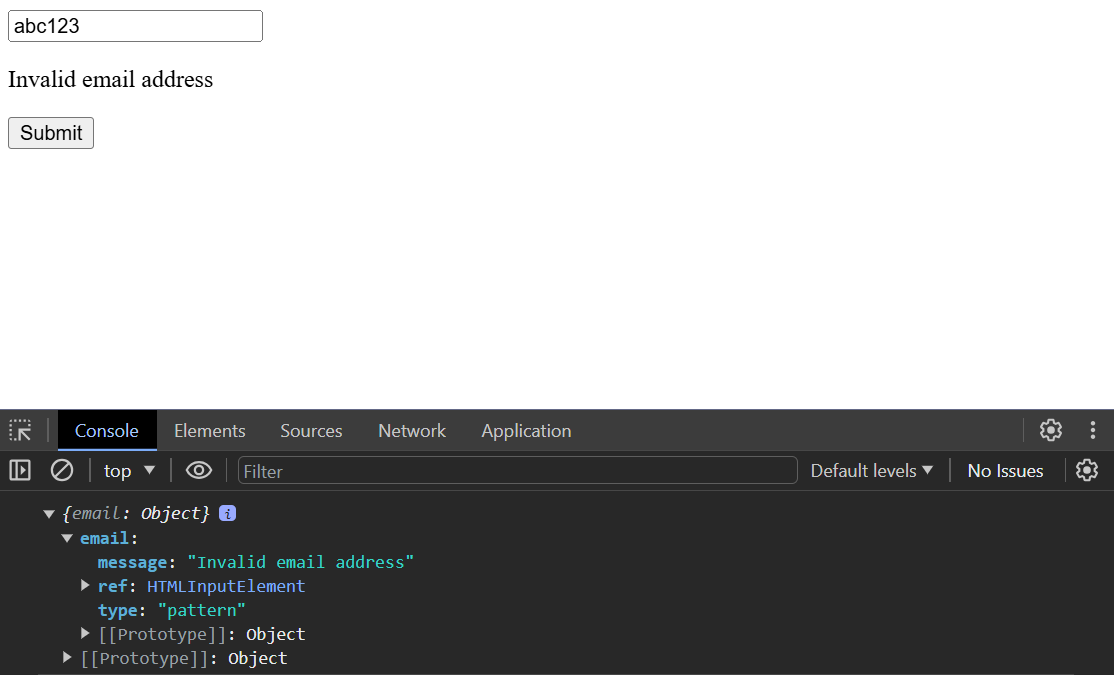 abc123
Invalid email address
Submit
Console Elements Sources Network Application
top Filter Default levels No Issues
{email: Object} i
email:
message: "Invalid email address"
ref: HTMLInputElement
type: "pattern"
[[Prototype]]: Object
[[Prototype]]: Object